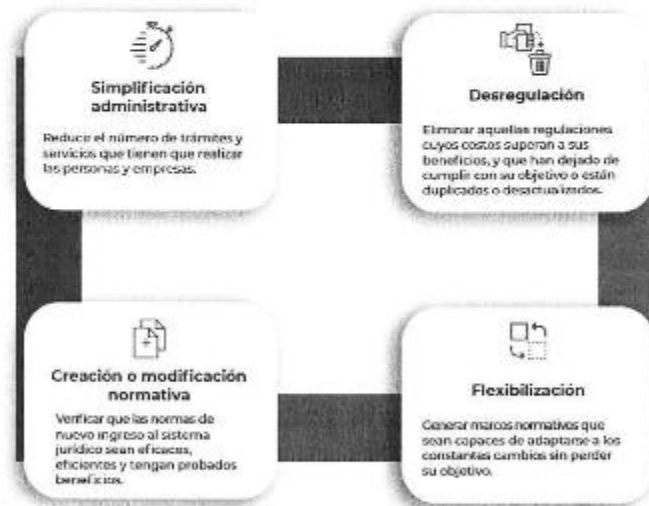 Simplificación
administrativa
Reduce el número de trámites y
servicios que tienen que realizar
las personas y empresas.
Desregulación
Eliminar aquellas regulaciones
cuyos costos superan a sus
beneficios, y que han dejado de
cumplir con su objetivo o están
duplicados o desactualizados.
Creación o modificación
normativa
Verificar que las normas de
nuevo ingreso al sistema
jurídico sean eficaces,
eficientes y tengan probados
beneficios.
Flexibilización
Generar marcos normativos que
sean capaces de adaptarse a los
constantes cambios sin perder
su objetivo.